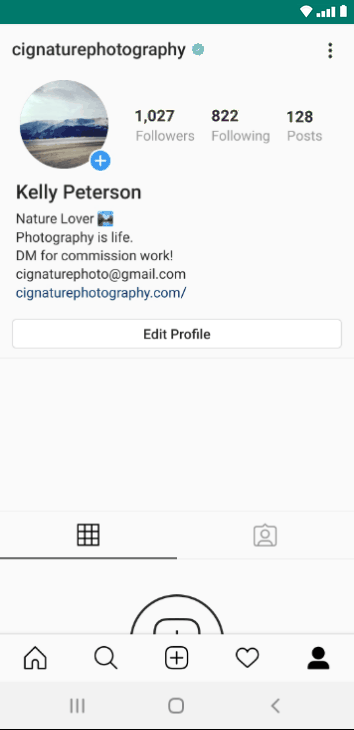 cignaturephotography
1,027 822 128
Followers Following Posts
Kelly Peterson
Nature Lover 🏞️
Photography is life.
DM for commission work!
cignaturephoto@gmail.com
cignaturephotography.com/
Edit Profile